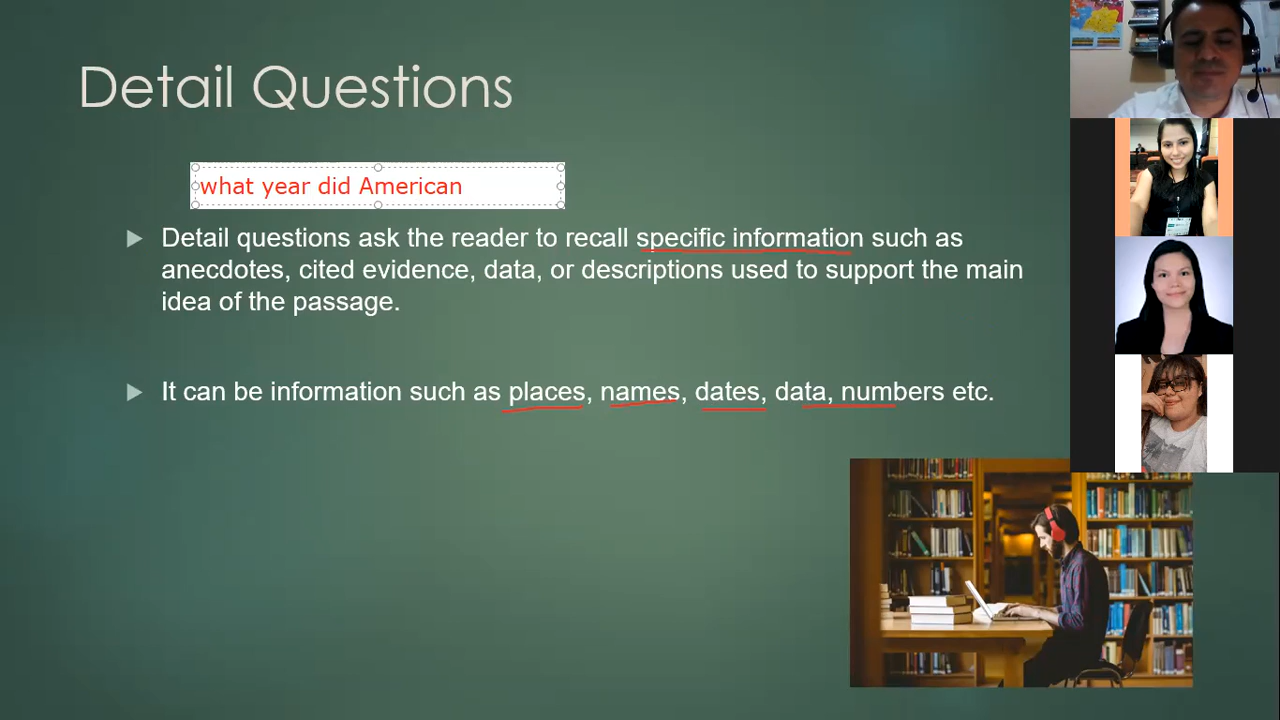 Detail Questions
what year did American
Detail questions ask the reader to recall specific information such as
anecdotes, cited evidence, data, or descriptions used to support the main
idea of the passage.
It can be information such as places, names, dates, data, numbers etc.